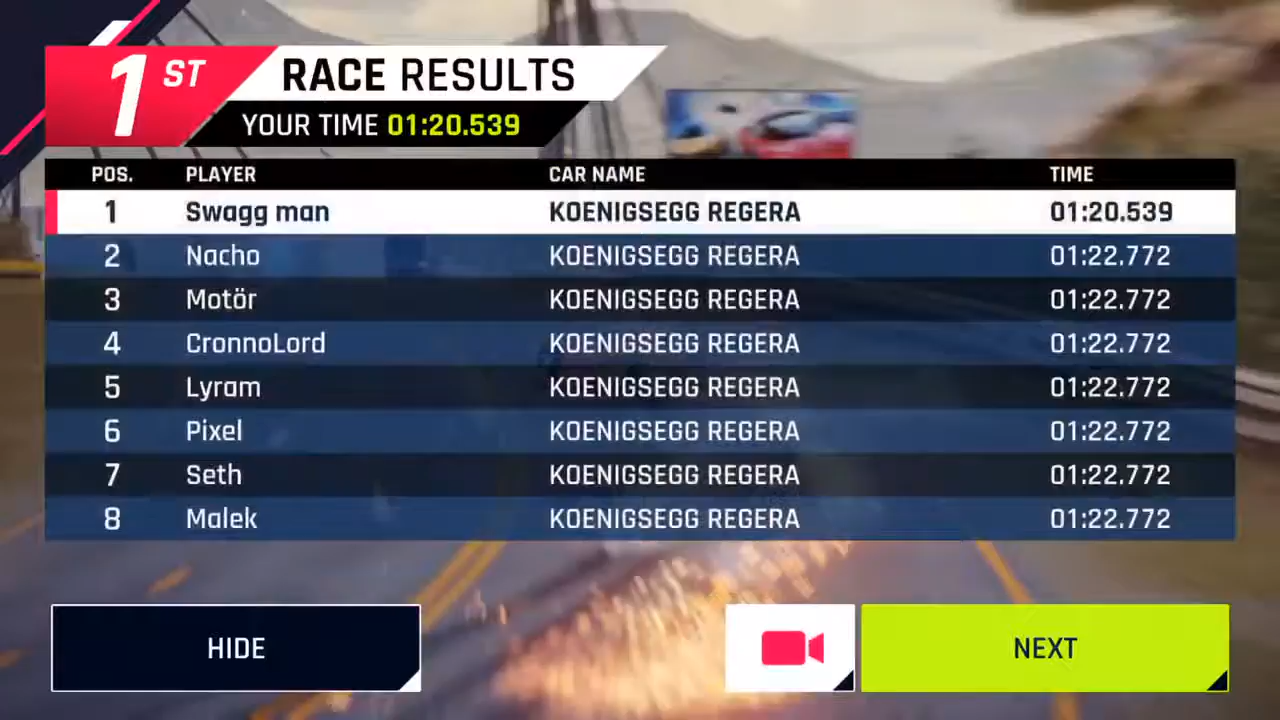 1ST RACE RESULTS
YOUR TIME 01:20.539
POS. PLAYER CAR NAME TIME
1 Swagg man KOENIGSEGG REGERA 01:20.539
2 Nacho KOENIGSEGG REGERA 01:22.772
3 Motör KOENIGSEGG REGERA 01:22.772
4 CronnoLord KOENIGSEGG REGERA 01:22.772
5 Lyram KOENIGSEGG REGERA 01:22.772
6 Pixel KOENIGSEGG REGERA 01:22.772
7 Seth KOENIGSEGG REGERA 01:22.772
8 Malek KOENIGSEGG REGERA 01:22.772
HIDE NEXT